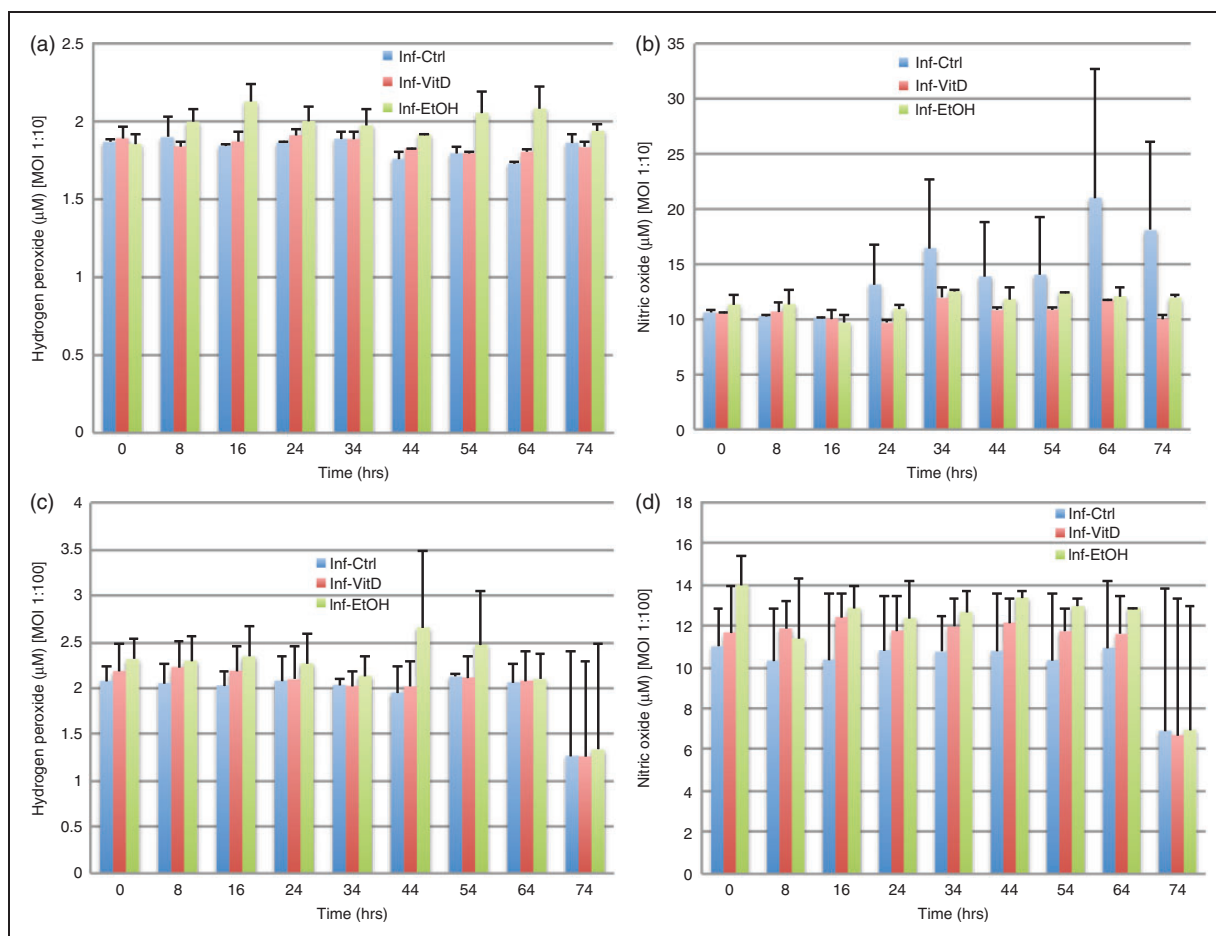 (a)
Hydrogen peroxide (μM) [MOI 1:10]
2.5
2
1.5
1
0.5
0
Inf-Ctrl
Inf-VitD
Inf-EtOH
0 8 16 24 34 44 54 64 74
Time (hrs)
(b)
Nitric oxide (μM) [MOI 1:10]
35
30
25
20
15
10
5
0
Inf-Ctrl
Inf-VitD
Inf-EtOH
0 8 16 24 34 44 54 64 74
Time (hrs)
(c)
Hydrogen peroxide (μM) [MOI 1:100]
4
3.5
3
2.5
2
1.5
1
0.5
0
Inf-Ctrl
Inf-VitD
Inf-EtOH
0 8 16 24 34 44 54 64 74
Time (hrs)
(d)
Nitric oxide (μM) [MOI 1:100]
18
16
14
12
10
8
6
4
2
0
Inf-Ctrl
Inf-VitD
Inf-EtOH
0 8 16 24 34 44 54 64 74
Time (hrs)